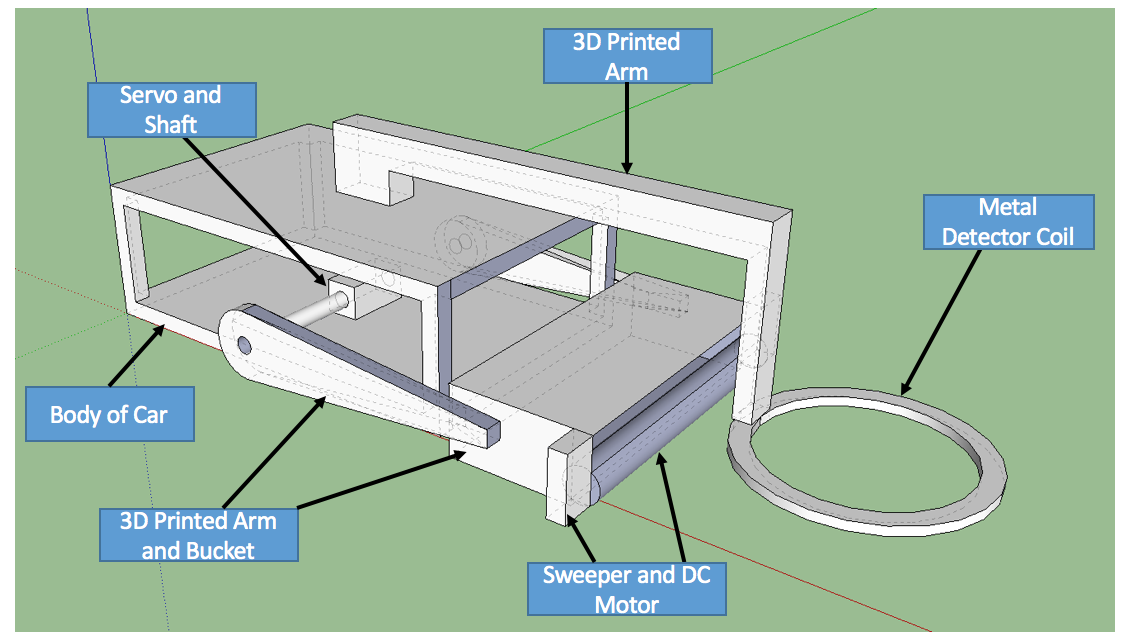 3D Printed
Arm
Servo and
Shaft
Metal
Detector Coil
Body of Car
3D Printed Arm
and Bucket
Sweeper and DC
Motor